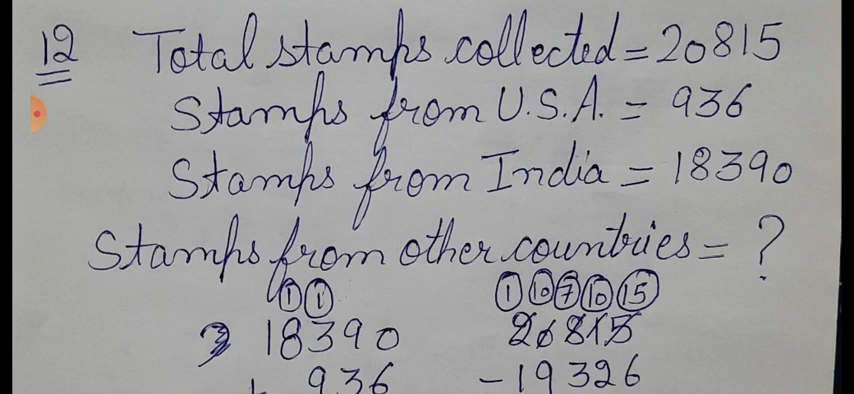 12 Total stamps collected = 20815
Stamps from U.S.A. = 936
Stamps from India = 18390
Stamps from other countries = ?
1 1 1 10 7 10 15
18390 20815
+ 936 - 19326